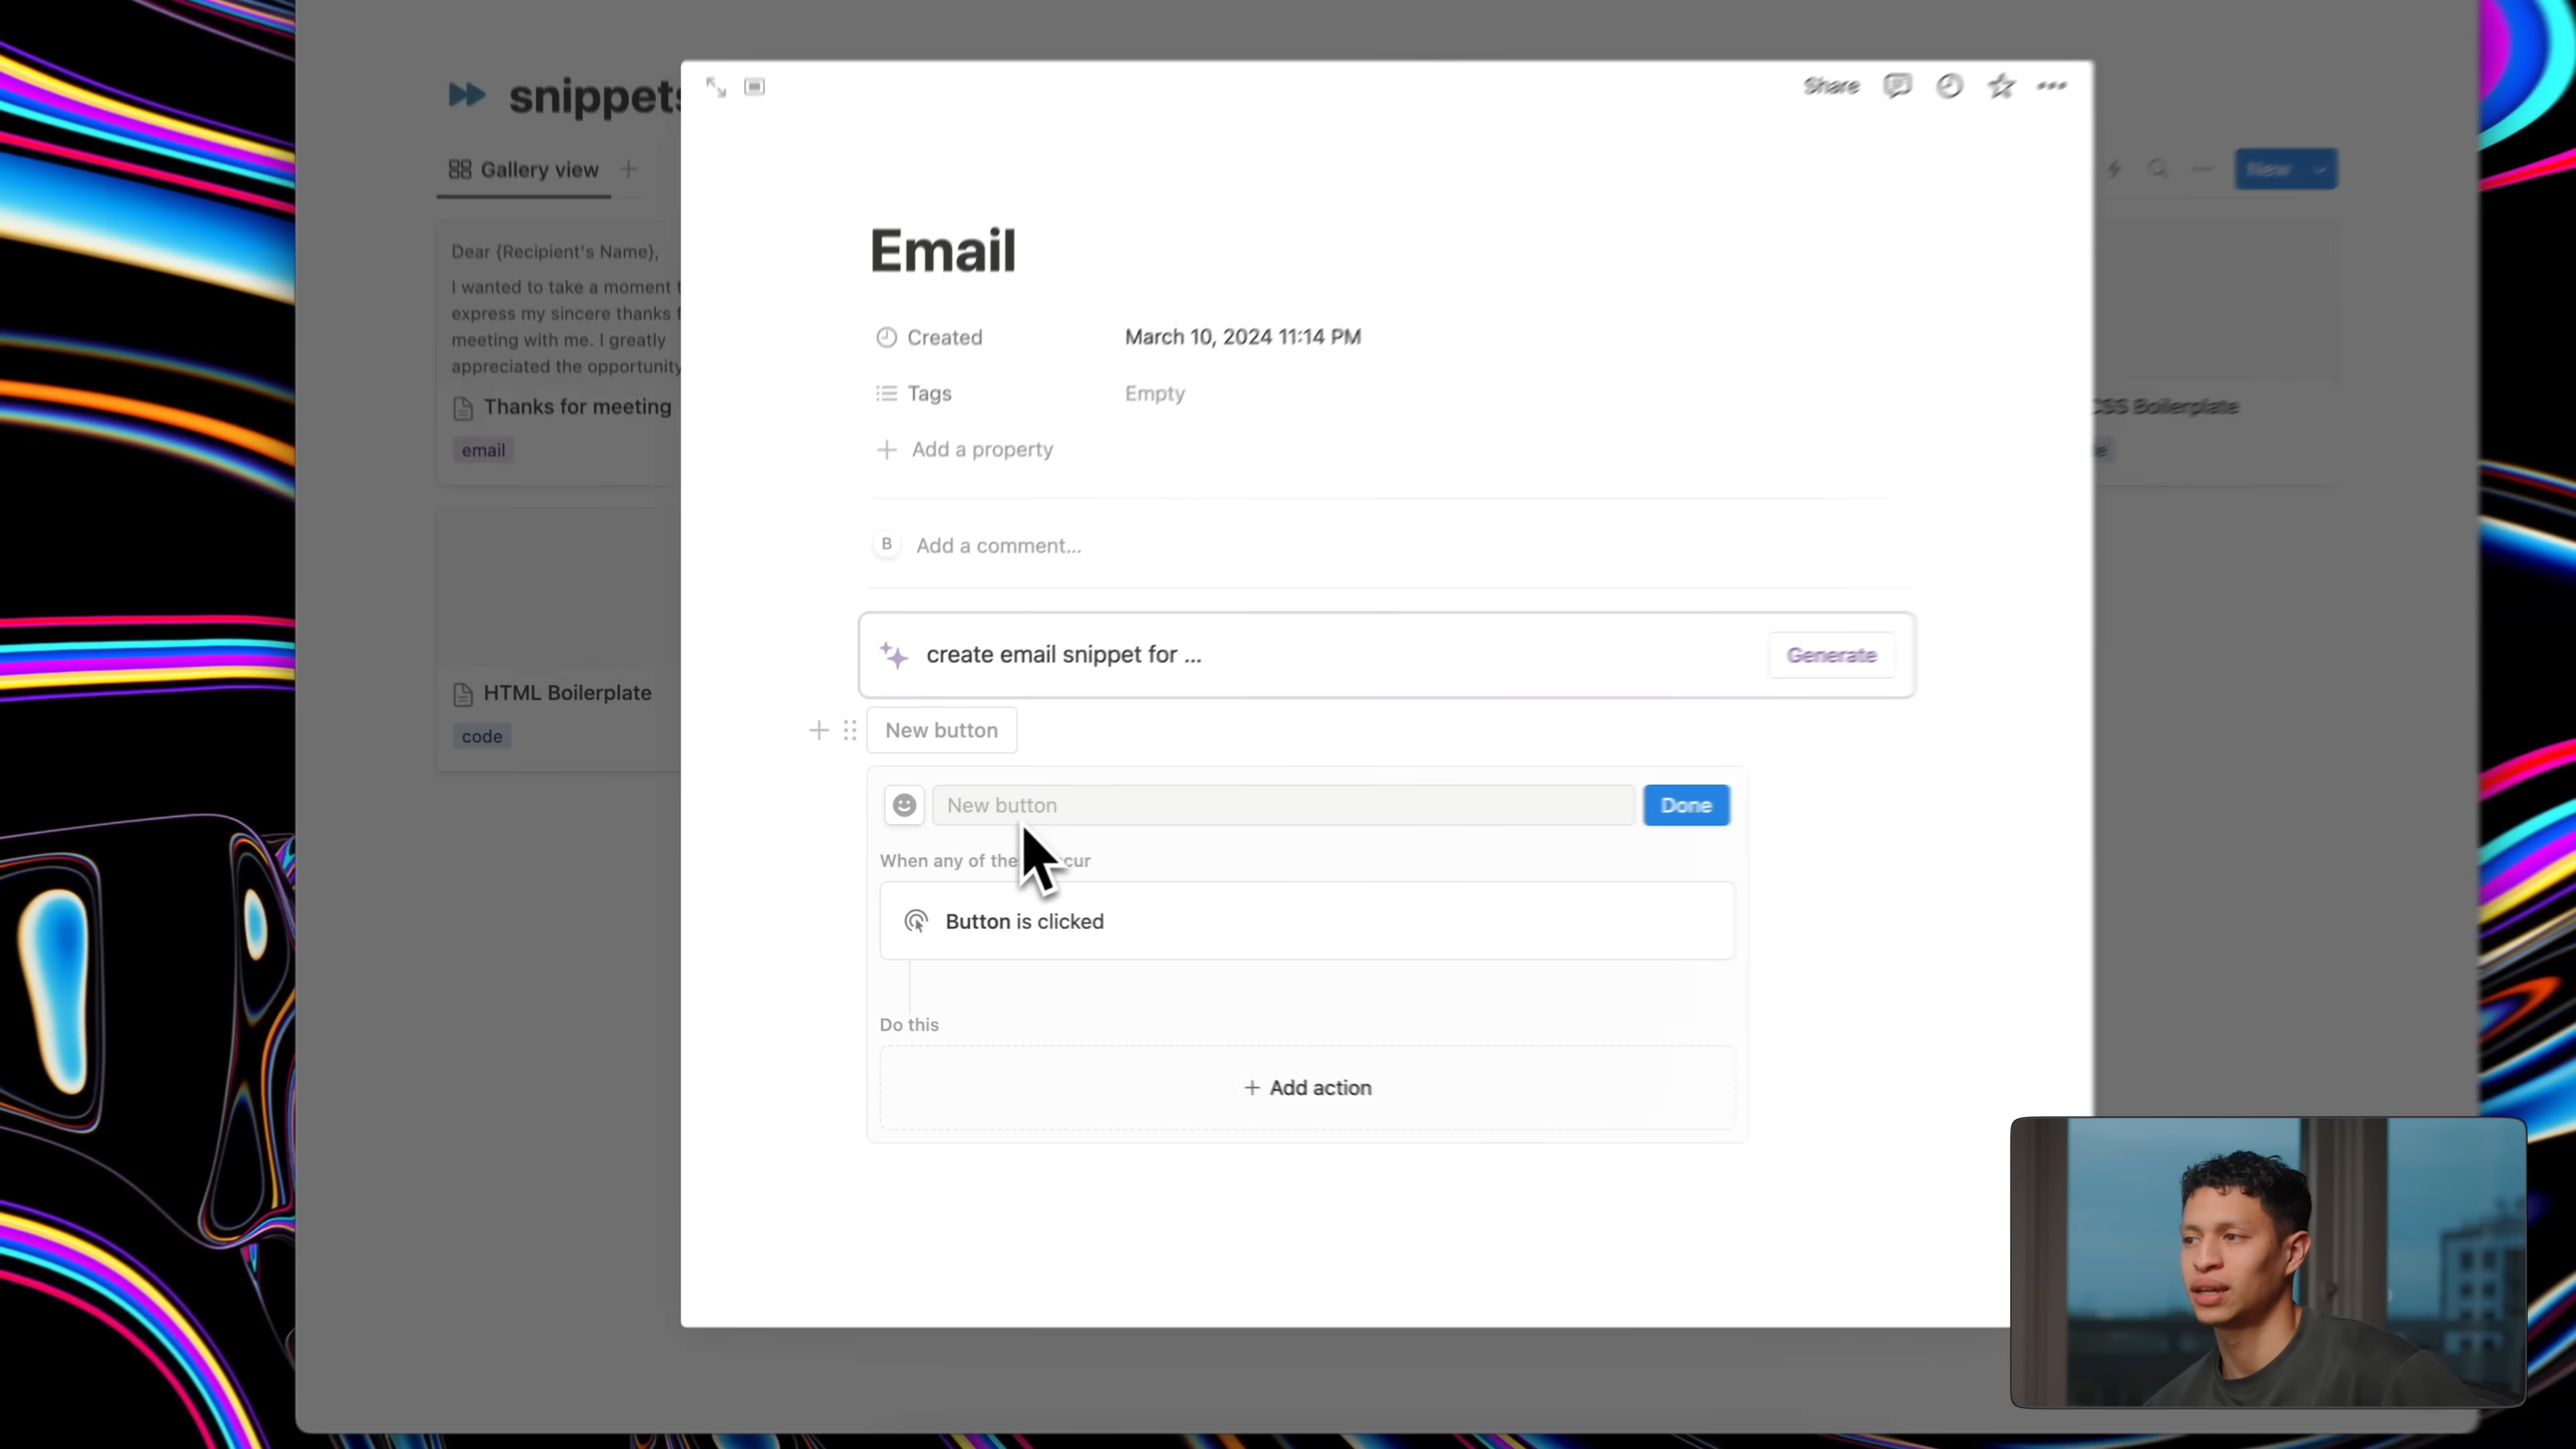 snippets
Gallery view
New
Dear {Recipient's Name},
I wanted to take a moment
express my sincere thanks
meeting with me. I greatly
appreciated the opportunity
Thanks for meeting
email
HTML Boilerplate
code
CSS Boilerplate
Share
Email
Created March 10, 2024 11:14 PM
Tags Empty
Add a property
B Add a comment...
create email snippet for ...
Generate
New button
New button
Done
When any of the
Button is clicked
Do this
+ Add action